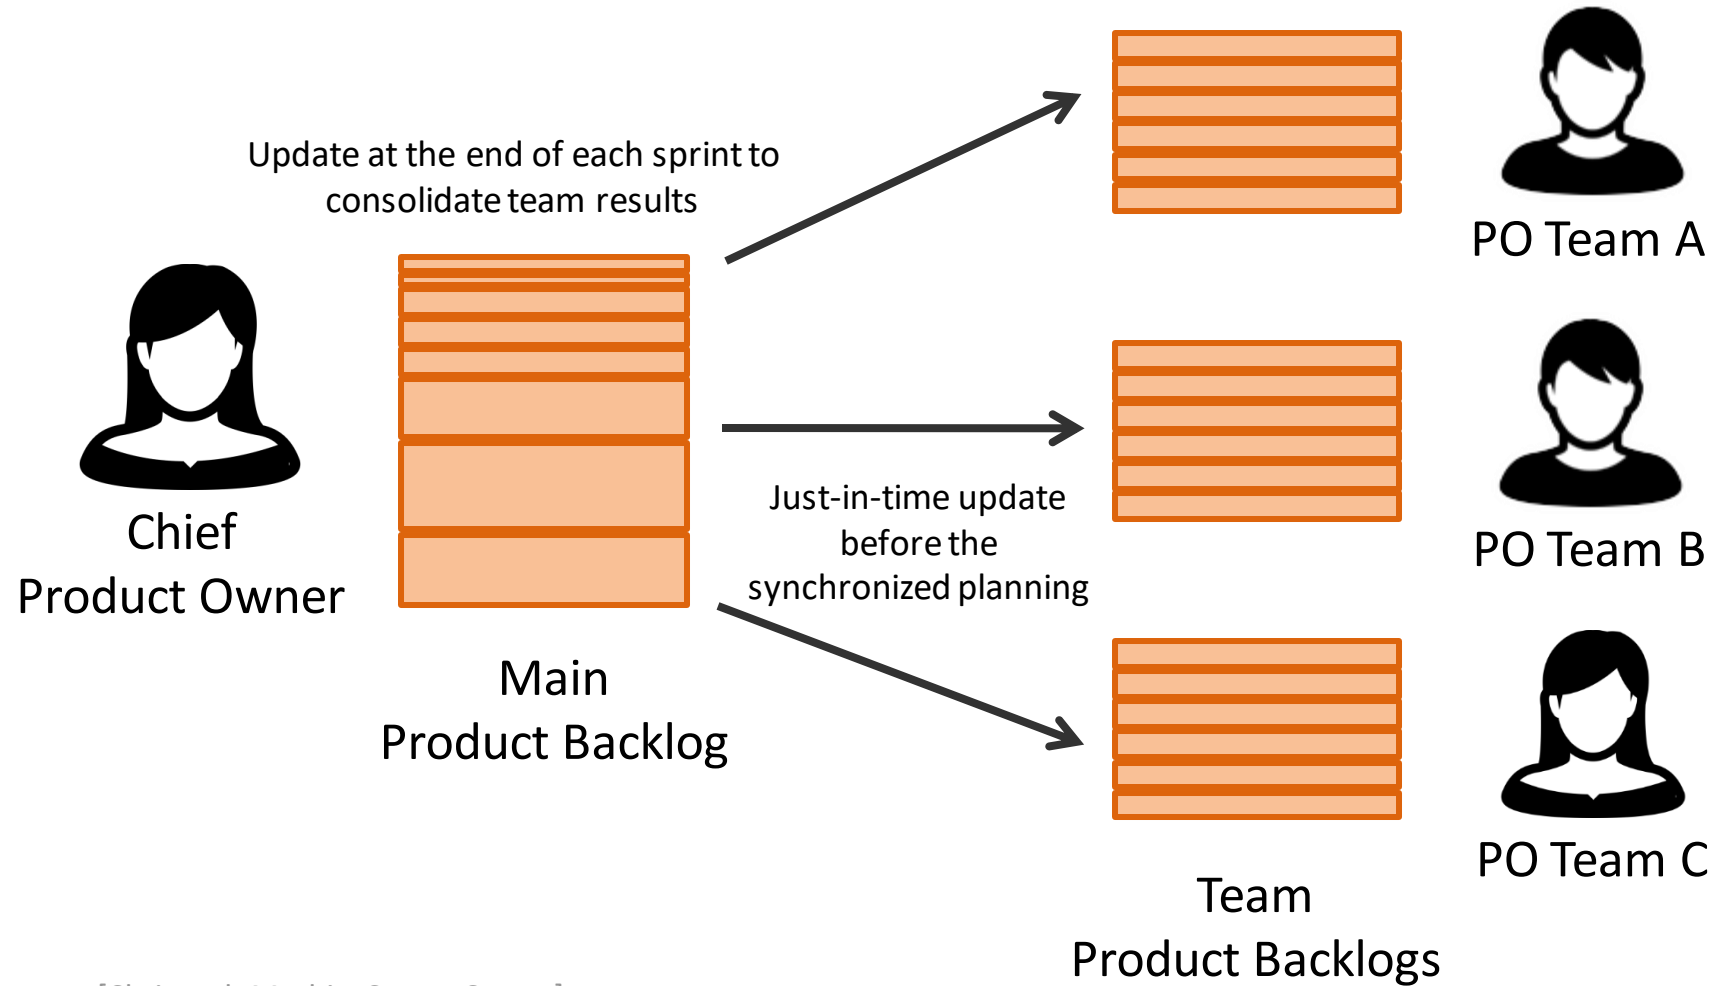 Update at the end of each sprint to
consolidate team results
Chief
Product Owner
Main
Product Backlog
Just-in-time update
before the
synchronized planning
PO Team A
PO Team B
PO Team C
Team
Product Backlogs